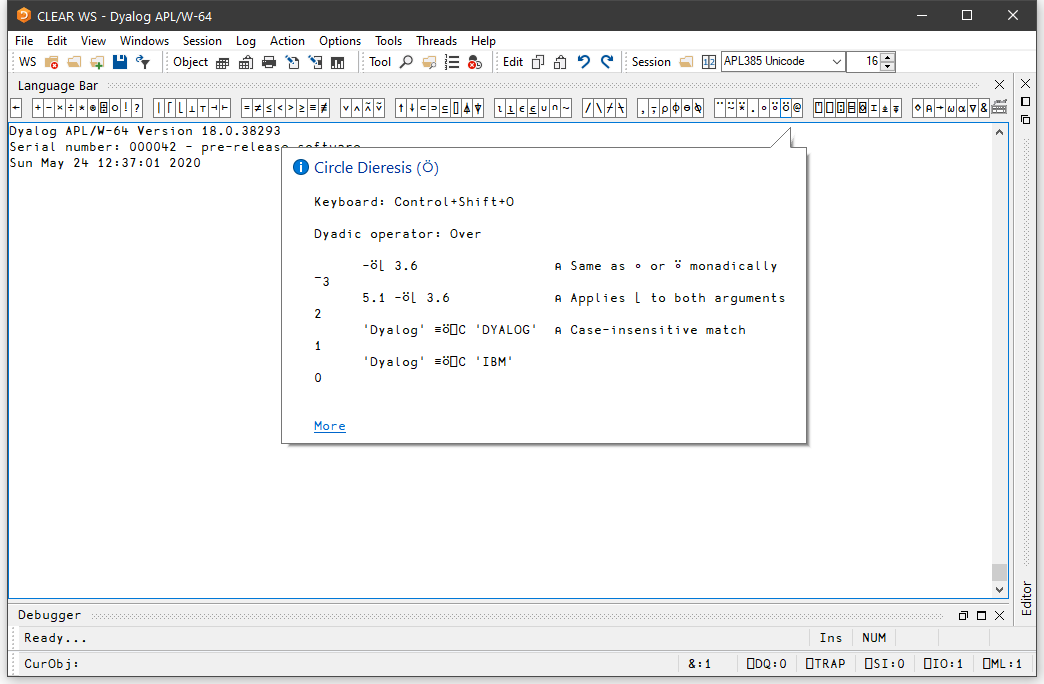 CLEAR WS - Dyalog APL/W-64
File Edit View Windows Session Log Action Options Tools Threads Help
WS Object Tool Edit Session APL385 Unicode 16
Language Bar
← +-×÷*⍟⌹○!? |⌈⌊⊥⊤⊣⊢ =≠≤<>≥≡≢ ∨∧⍲⍱ ↑↓⊂⊃⊆⌷⍋⍒ ⍳⍸∊⍷∪∩~ /\⌿⍀ ,⍪⍴⌽⊖⍉ ¨⍨⍣.∘⍤⍥@ ⍞⎕⍠⌸⌺⌶⍎⍕ ⋄⍝→⍵⍺∇&
Dyalog APL/W-64 Version 18.0.38293
Serial number: 000042 - pre-release software
Sun May 24 12:37:01 2020
Circle Dieresis (⍥)
Keyboard: Control+Shift+O
Dyadic operator: Over
-⍥⌊ 3.6 ⍝ Same as ∘ or ⍤ monadically
¯3
5.1 -⍥⌊ 3.6 ⍝ Applies ⌊ to both arguments
2
'Dyalog' ≡⍥⎕C 'DYALOG' ⍝ Case-insensitive match
1
'Dyalog' ≡⍥⎕C 'IBM'
0
More
Editor
Debugger
Ready... Ins NUM
CurObj: &:1 ⎕DQ:0 ⎕TRAP ⎕SI:0 ⎕IO:1 ⎕ML:1